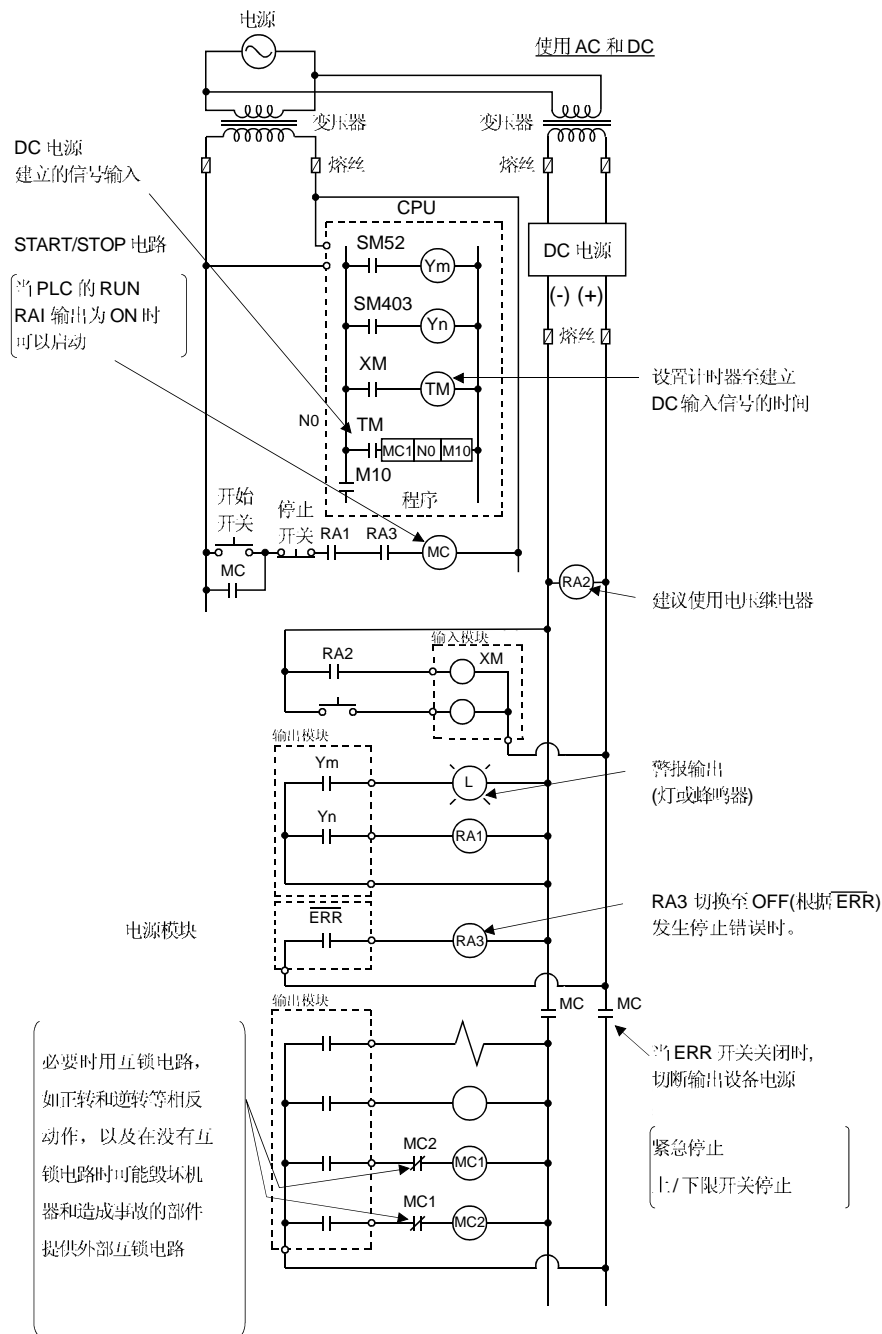 电源
使用 AC 和 DC
变压器
变压器
DC 电源
建立的信号输入
熔丝
熔丝
CPU
START/STOP 电路
SM52
Ym
DC 电源
当 PLC 的 RUN
RAI 输出为 ON 时
可以启动
(-) (+)
SM403
Yn
熔丝
XM
TM
设置计时器至建立
DC 输入信号的时间
N0
TM
MC1 N0 M10
M10
程序
开始
开关
停止
开关
RA1
RA3
MC
MC
RA2
建议使用电压继电器
输入模块
RA2
XM
输出模块
Ym
L
警报输出
(灯或蜂鸣器)
Yn
RA1
电源模块
E̅R̅R̅
RA3
RA3 切换至 OFF(根据 E̅R̅R̅)
发生停止错误时。
输出模块
MC
MC
当 ERR 开关关闭时,
切断输出设备电源
必要时用互锁电路，
如正转和逆转等相反
动作，以及在没有互
锁电路时可能毁坏机
器和造成事故的部件
提供外部互锁电路
MC2
MC1
紧急停止
上/下限开关停止
MC1
MC2